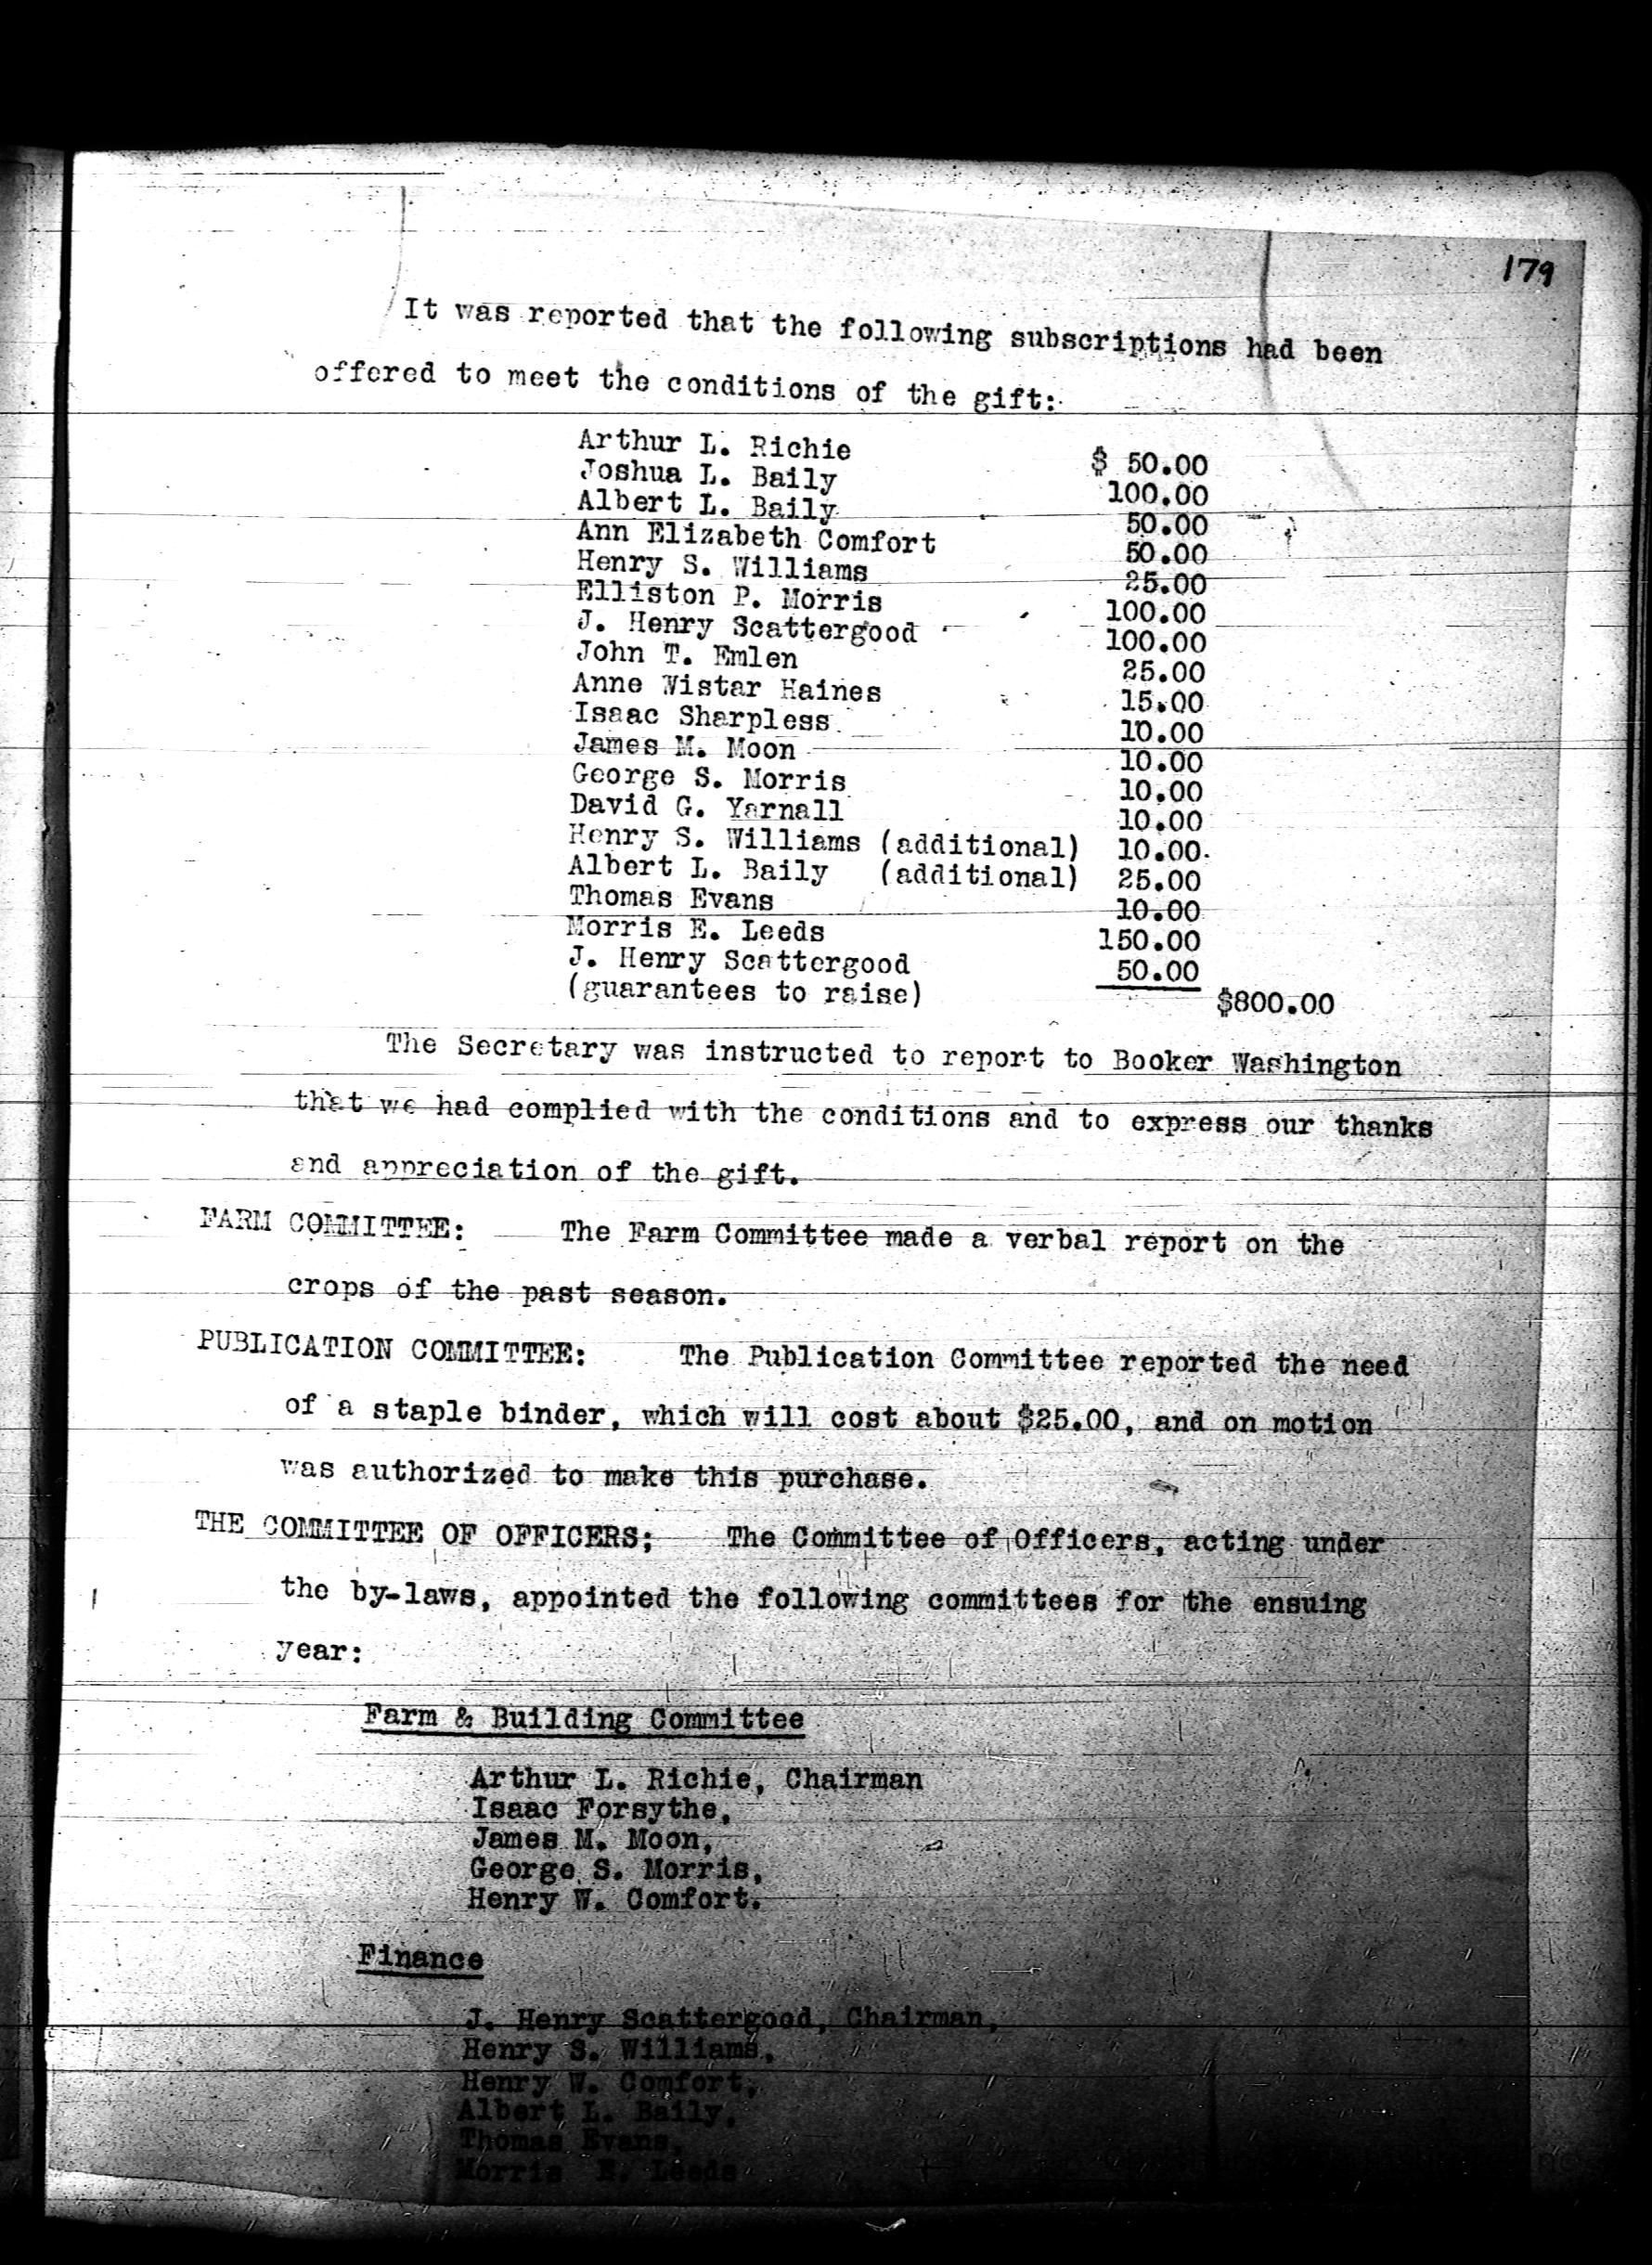 179
It was reported that the following subscriptions had been
offered to meet the conditions of the gift:
Arthur L. Richie $ 50.00
Joshua L. Baily 100.00
Albert L. Baily 50.00
Ann Elizabeth Comfort 50.00
Henry S. Williams 25.00
Elliston P. Morris 100.00
J. Henry Scattergood 100.00
John T. Emlen 25.00
Anne Wistar Haines 15.00
Isaac Sharpless 10.00
James M. Moon 10.00
George S. Morris 10.00
David G. Yarnall 10.00
Henry S. Williams (additional) 10.00
Albert L. Baily (additional) 25.00
Thomas Evans 10.00
Morris E. Leeds 150.00
J. Henry Scattergood 50.00
(guarantees to raise) $800.00
The Secretary was instructed to report to Booker Washington
that we had complied with the conditions and to express our thanks
and appreciation of the gift.
FARM COMMITTEE: The Farm Committee made a verbal report on the
crops of the past season.
PUBLICATION COMMITTEE: The Publication Committee reported the need
of a staple binder, which will cost about $25.00, and on motion
was authorized to make this purchase.
THE COMMITTEE OF OFFICERS; The Committee of Officers, acting under
the by-laws, appointed the following committees for the ensuing
year:
Farm & Building Committee
Arthur L. Richie, Chairman
Isaac Forsythe,
James M. Moon,
George S. Morris,
Henry W. Comfort.
Finance
J. Henry Scattergood, Chairman,
Henry S. Williams,
Henry W. Comfort,
Albert L. Baily,
Thomas Evans,
Morris E. Leeds